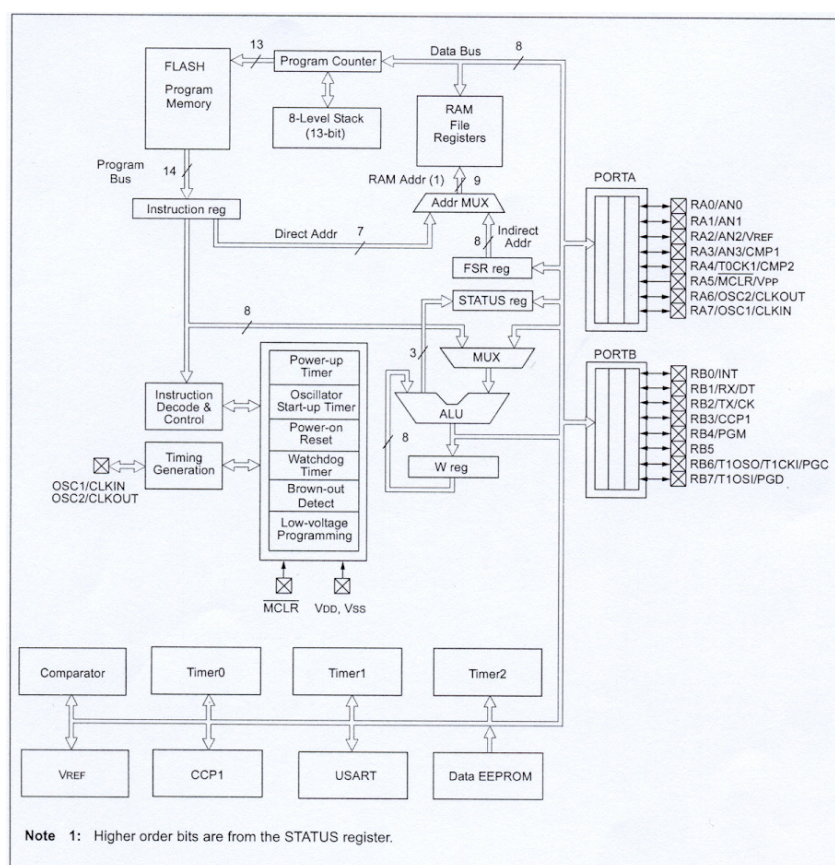 13
Data Bus
8
FLASH
Program
Memory
Program Counter
8-Level Stack
(13-bit)
RAM
File
Registers
Program
Bus
14
RAM Addr (1)
9
Addr MUX
Instruction reg
Direct Addr
7
8
Indirect
Addr
FSR reg
STATUS reg
8
3
MUX
ALU
8
W reg
Power-up
Timer
Oscillator
Start-up Timer
Power-on
Reset
Watchdog
Timer
Brown-out
Detect
Low-voltage
Programming
Instruction
Decode &
Control
Timing
Generation
OSC1/CLKIN
OSC2/CLKOUT
MCLR
VDD, VSS
PORTA
RA0/AN0
RA1/AN1
RA2/AN2/VREF
RA3/AN3/CMP1
RA4/T0CK1/CMP2
RA5/MCLR/VPP
RA6/OSC2/CLKOUT
RA7/OSC1/CLKIN
PORTB
RB0/INT
RB1/RX/DT
RB2/TX/CK
RB3/CCP1
RB4/PGM
RB5
RB6/T1OSO/T1CKI/PGC
RB7/T1OSI/PGD
Comparator
Timer0
Timer1
Timer2
VREF
CCP1
USART
Data EEPROM
Note 1: Higher order bits are from the STATUS register.